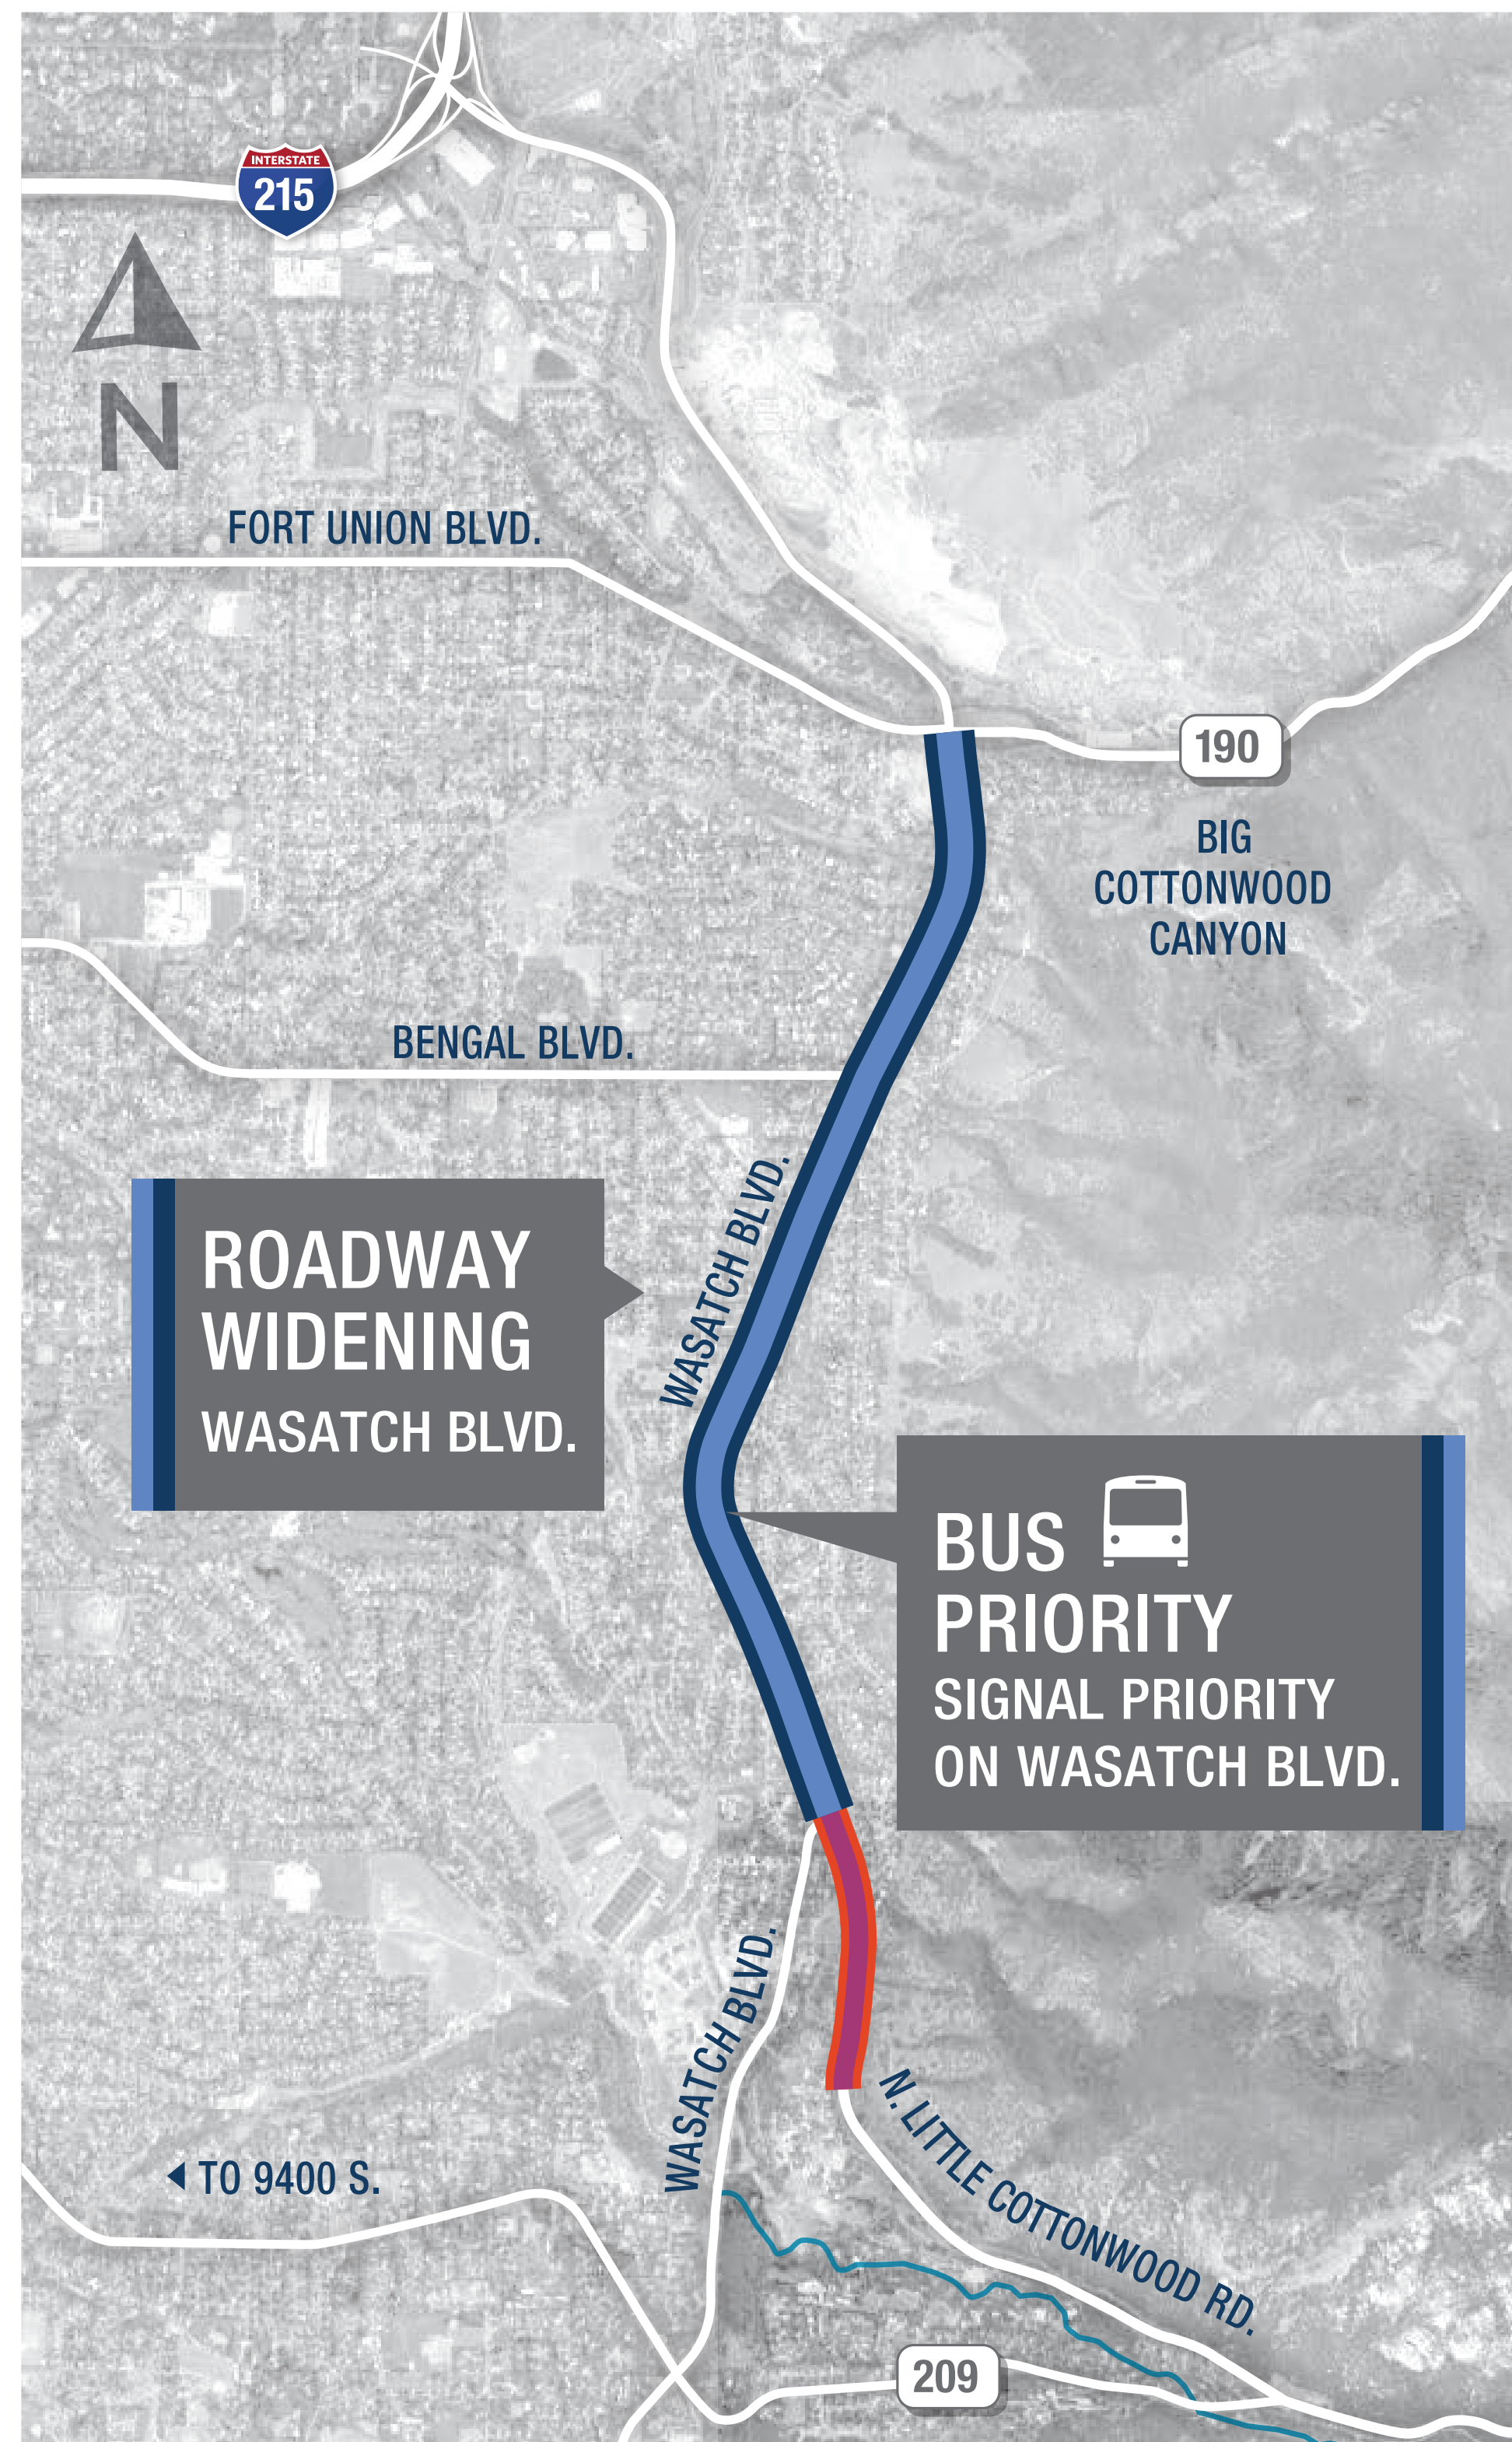 INTERSTATE
215
N
FORT UNION BLVD.
190
BIG
COTTONWOOD
CANYON
BENGAL BLVD.
WASATCH BLVD.
ROADWAY
WIDENING
WASATCH BLVD.
BUS
PRIORITY
SIGNAL PRIORITY
ON WASATCH BLVD.
WASATCH BLVD.
N. LITTLE COTTONWOOD RD.
TO 9400 S.
209